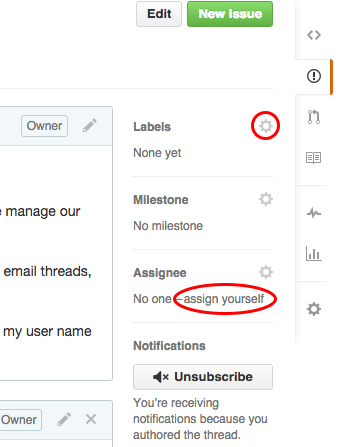 Edit
New Issue
Owner
manage our
email threads,
my user name
Owner
Labels
None yet
Milestone
No milestone
Assignee
No one –assign yourself
Notifications
Unsubscribe
You're receiving
notifications because you
authored the thread.